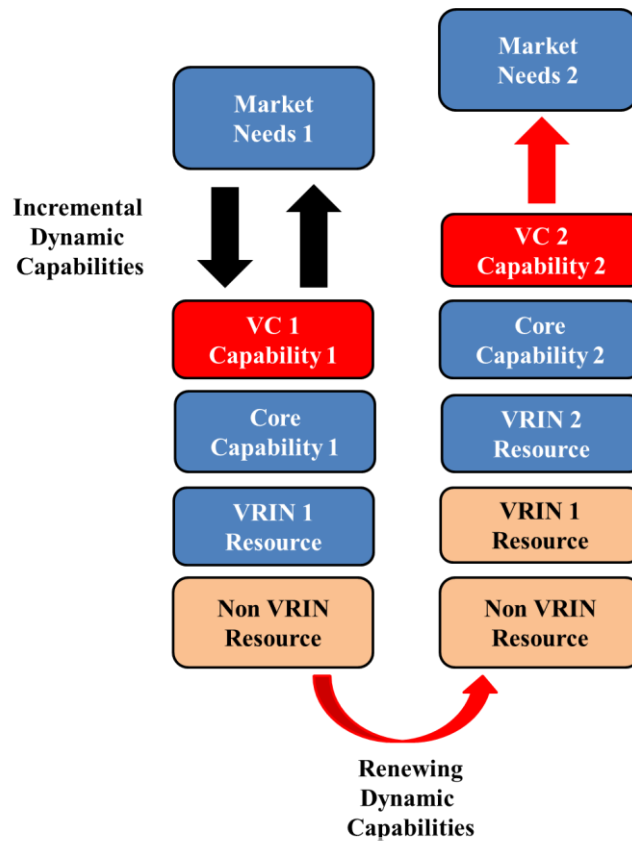 Market
Needs 1
Incremental
Dynamic
Capabilities
VC 1
Capability 1
Core
Capability 1
VRIN 1
Resource
Non VRIN
Resource
Market
Needs 2
VC 2
Capability 2
Core
Capability 2
VRIN 2
Resource
VRIN 1
Resource
Non VRIN
Resource
Renewing
Dynamic
Capabilities